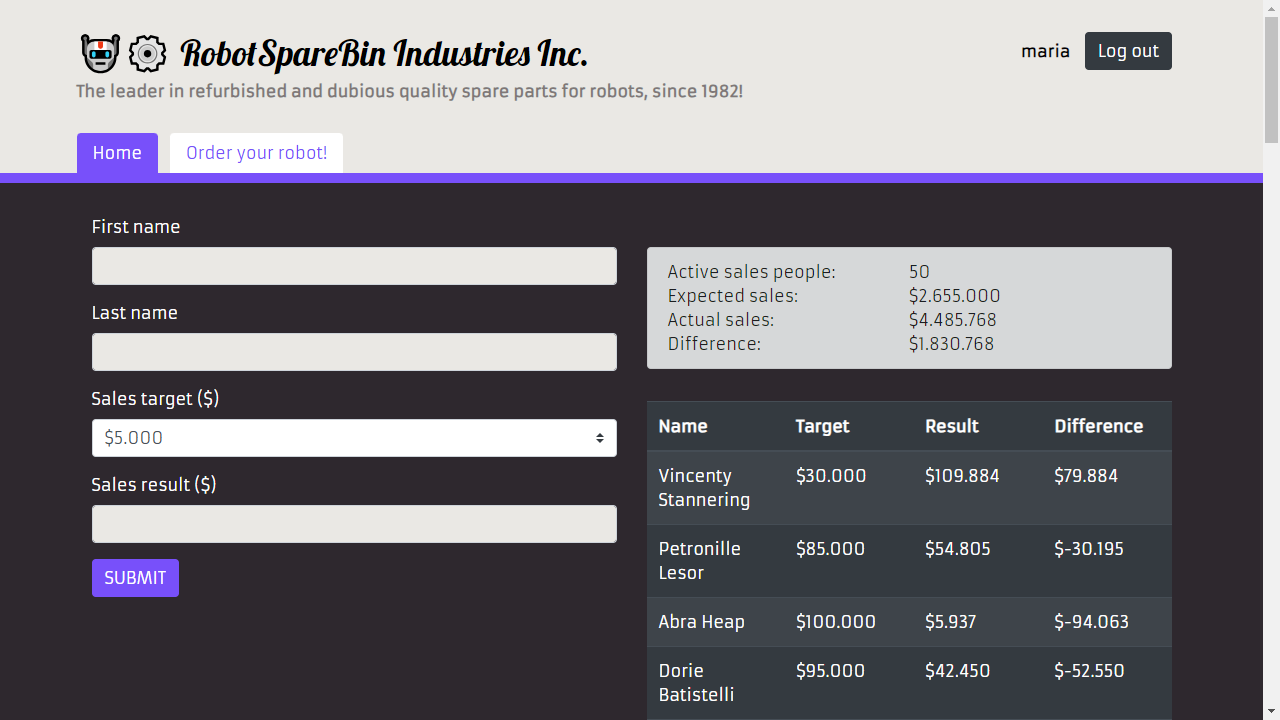 RobotSpareBin Industries Inc.
maria
Log out
The leader in refurbished and dubious quality spare parts for robots, since 1982!
Home
Order your robot!
First name
Last name
Sales target ($)
$5.000
Sales result ($)
SUBMIT
Active sales people: 50
Expected sales: $2.655.000
Actual sales: $4.485.768
Difference: $1.830.768
Name Target Result Difference
Vincenty $30.000 $109.884 $79.884
Stannering
Petronille $85.000 $54.805 $-30.195
Lesor
Abra Heap $100.000 $5.937 $-94.063
Dorie $95.000 $42.450 $-52.550
Batistelli